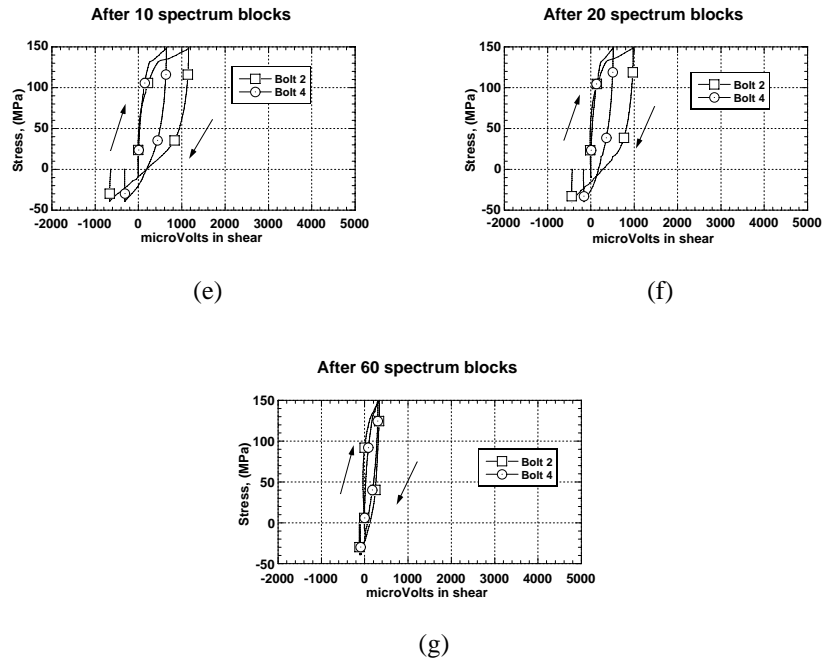 After 10 spectrum blocks
150
100
50
0
-50
Stress, (MPa)
Bolt 2
Bolt 4
-2000 -1000 0 1000 2000 3000 4000 5000
microVolts in shear
(e)
After 20 spectrum blocks
150
100
50
0
-50
Stress, (MPa)
Bolt 2
Bolt 4
-2000 -1000 0 1000 2000 3000 4000 5000
microVolts in shear
(f)
After 60 spectrum blocks
150
100
50
0
-50
Stress, (MPa)
Bolt 2
Bolt 4
-2000 -1000 0 1000 2000 3000 4000 5000
microVolts in shear
(g)